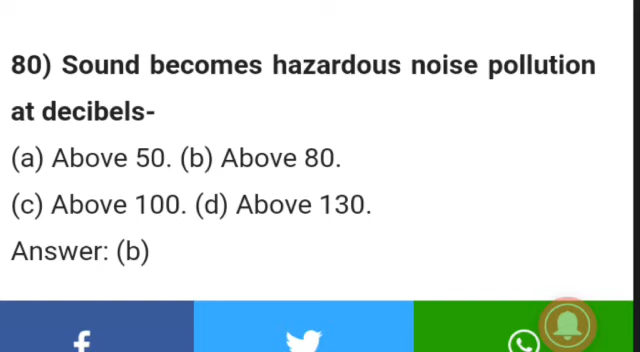 80) Sound becomes hazardous noise pollution
at decibels-
(a) Above 50. (b) Above 80.
(c) Above 100. (d) Above 130.
Answer: (b)